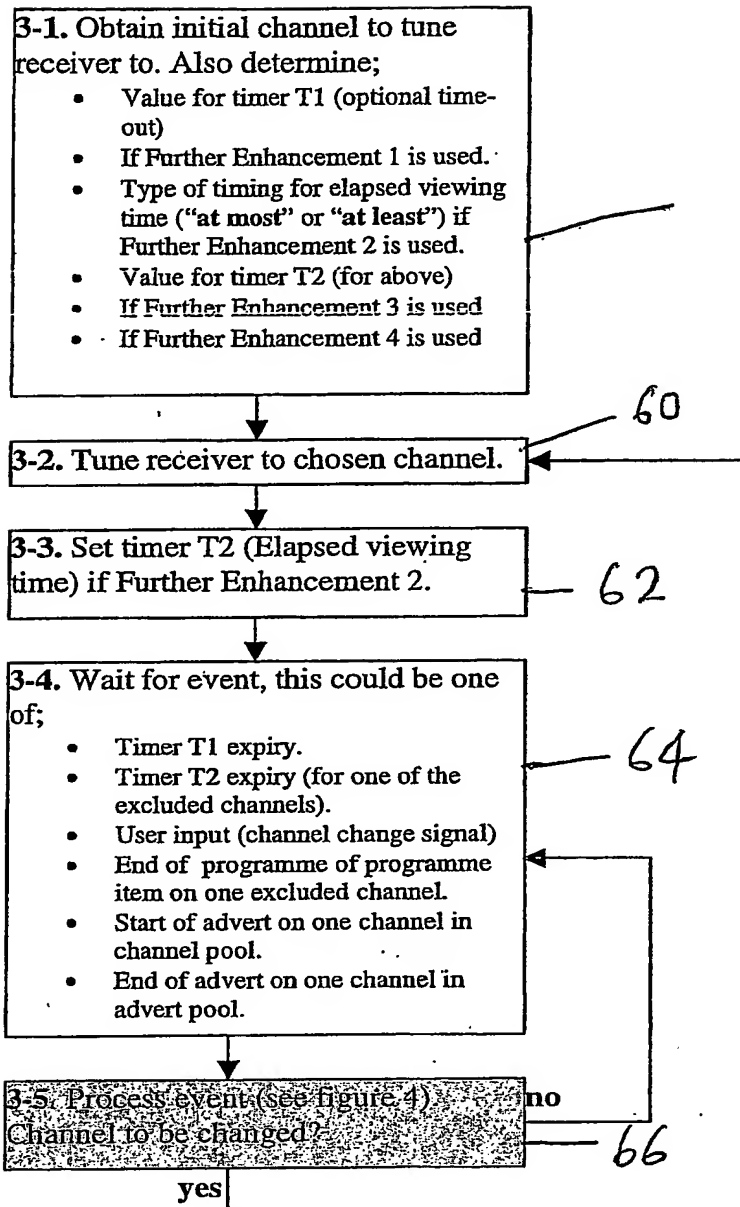 3-1. Obtain initial channel to tune
receiver to. Also determine;
• Value for timer T1 (optional time-
out)
• If Further Enhancement 1 is used.
• Type of timing for elapsed viewing
time (“at most” or “at least”) if
Further Enhancement 2 is used.
• Value for timer T2 (for above)
• If Further Enhancement 3 is used
• If Further Enhancement 4 is used
60
3-2. Tune receiver to chosen channel.
3-3. Set timer T2 (Elapsed viewing
time) if Further Enhancement 2.
62
3-4. Wait for event, this could be one
of;
• Timer T1 expiry.
• Timer T2 expiry (for one of the
excluded channels).
• User input (channel change signal)
• End of programme of programme
item on one excluded channel.
• Start of advert on one channel in
channel pool.
• End of advert on one channel in
advert pool.
64
3-5. Process event (see figure 4)
Channel to be changed?
no
66
yes